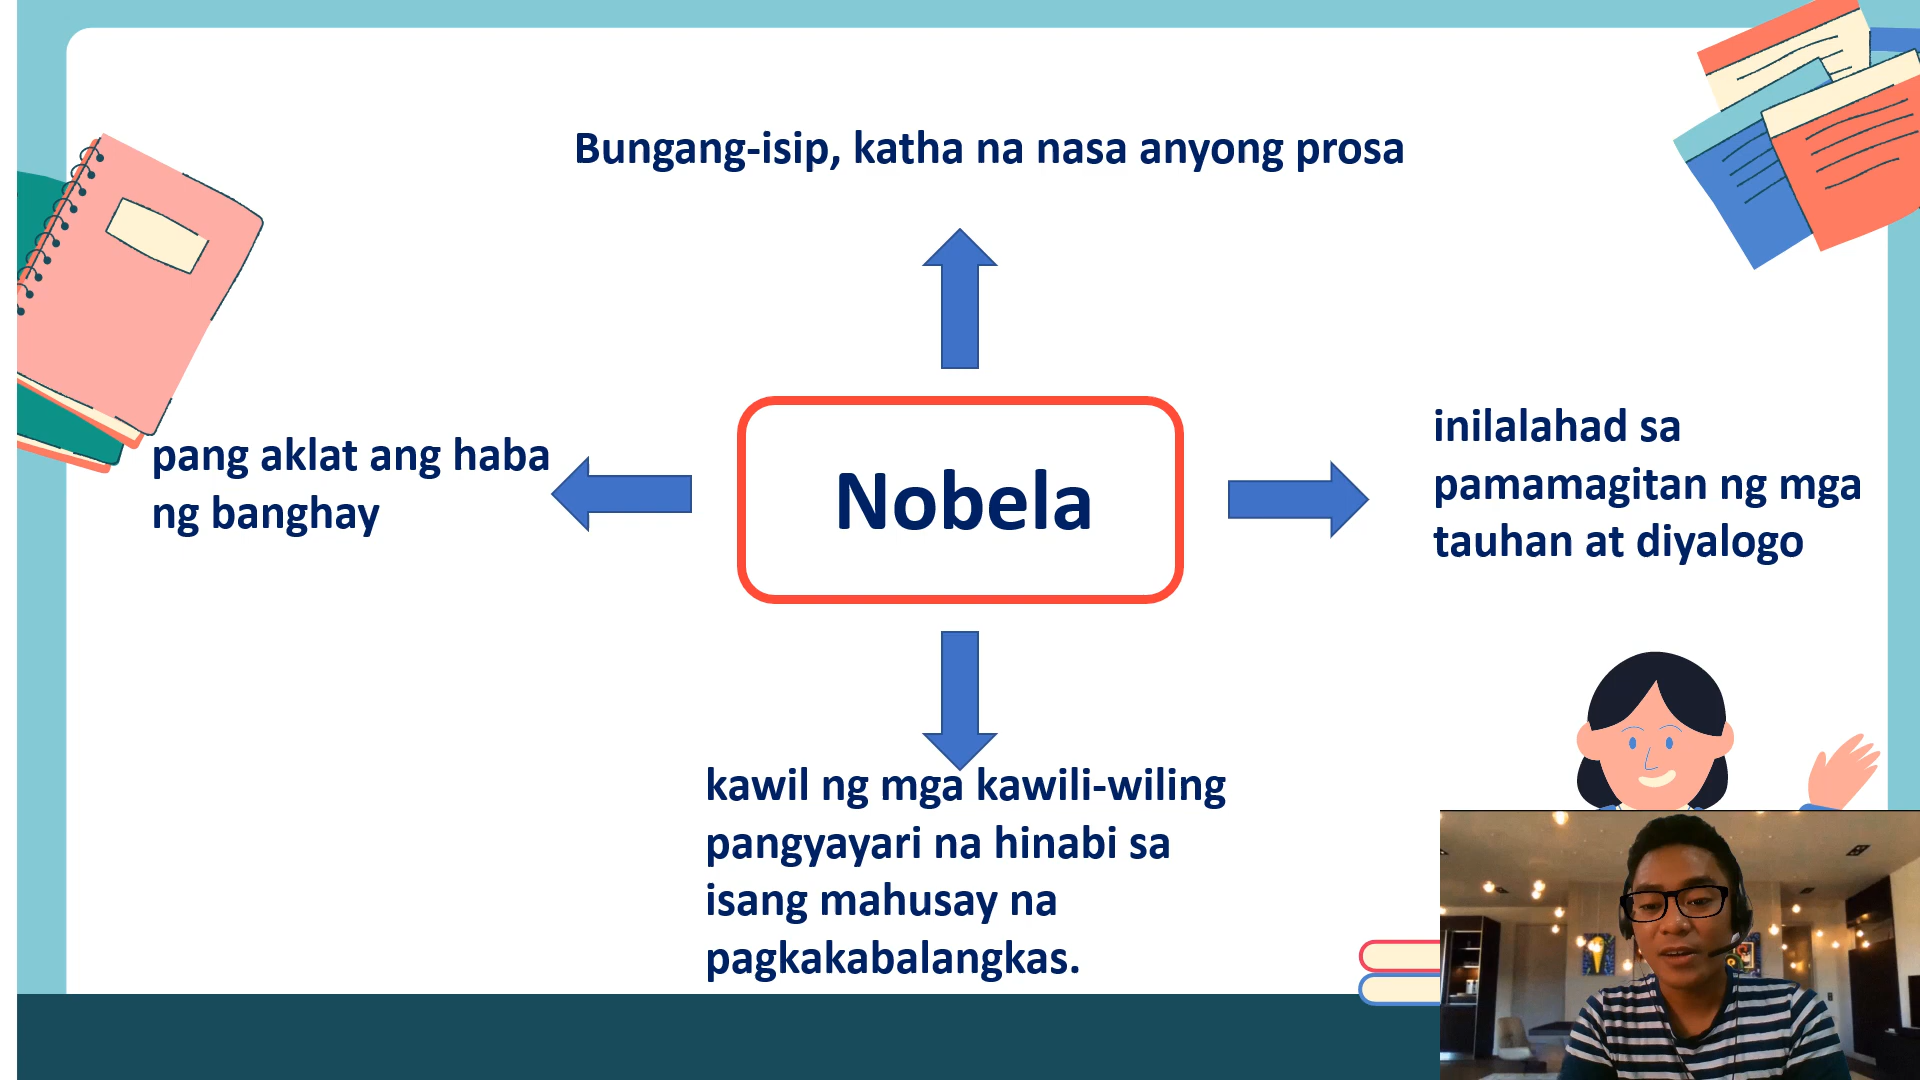 Bungang-isip, katha na nasa anyong prosa
pang aklat ang haba
ng banghay
Nobela
inilalahad sa
pamamagitan ng mga
tauhan at diyalogo
kawil ng mga kawili-wiling
pangyayari na hinabi sa
isang mahusay na
pagkakabalangkas.